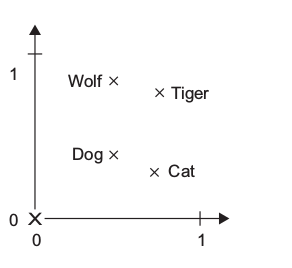 1
Wolf ×
× Tiger
Dog ×
× Cat
0 ×
0
1